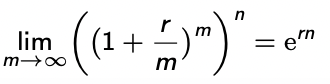 lim_{m→∞} ((1 + r/m)^m)^n = e^{rn}